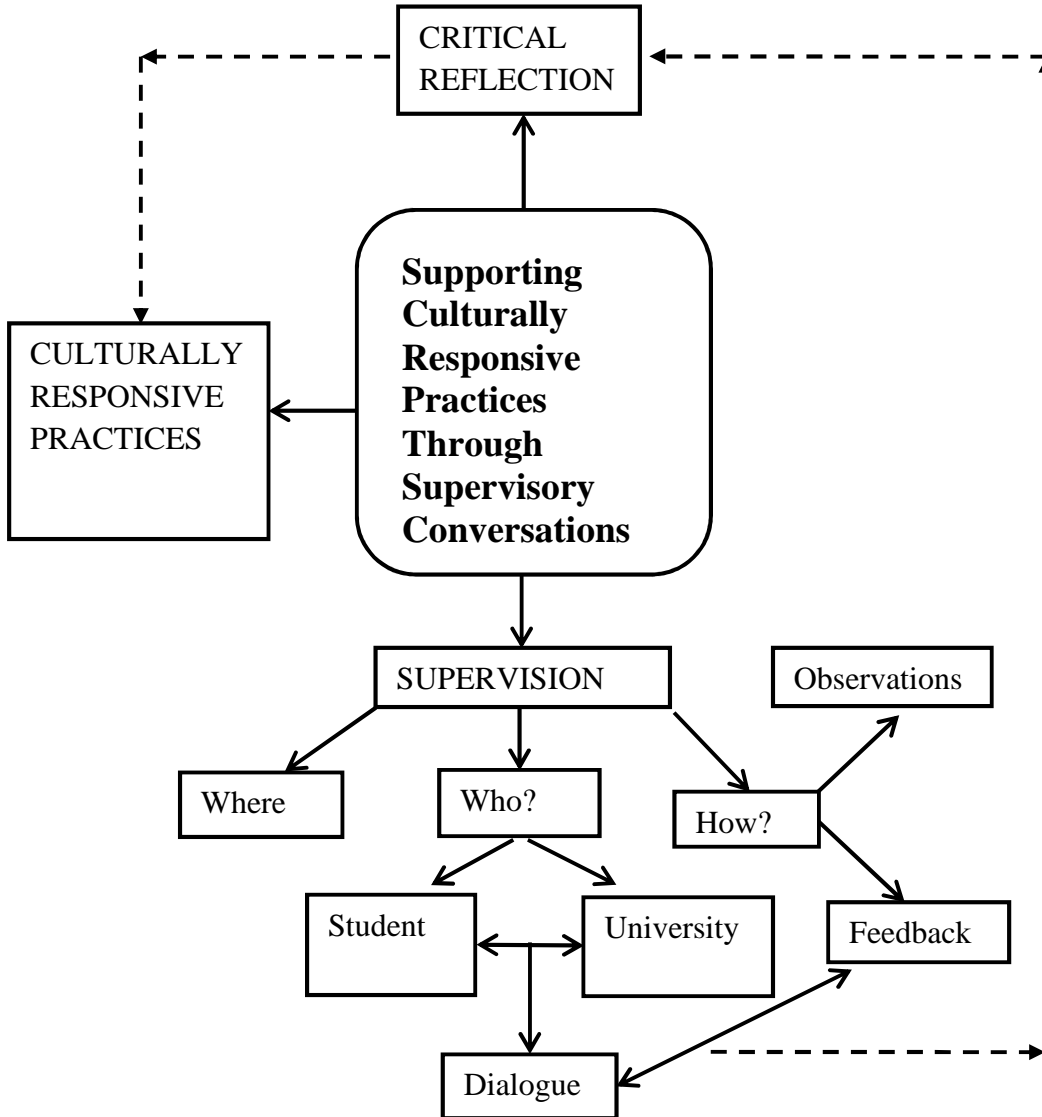 CRITICAL
REFLECTION
Supporting
Culturally
Responsive
Practices
Through
Supervisory
Conversations
CULTURALLY
RESPONSIVE
PRACTICES
SUPERVISION
Observations
Where
Who?
How?
Student
University
Feedback
Dialogue